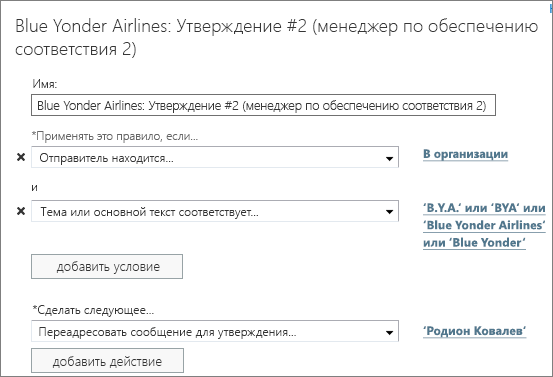 Blue Yonder Airlines: Утверждение #2 (менеджер по обеспечению
соответствия 2)
Имя:
Blue Yonder Airlines: Утверждение #2 (менеджер по обеспечению соответствия 2)
*Применять это правило, если...
Отправитель находится...
В организации
и
Тема или основной текст соответствует...
'B.Y.A.' или 'BYA' или
'Blue Yonder Airlines'
или 'Blue Yonder'
добавить условие
*Сделать следующее...
Переадресовать сообщение для утверждения...
'Родион Ковалев'
добавить действие